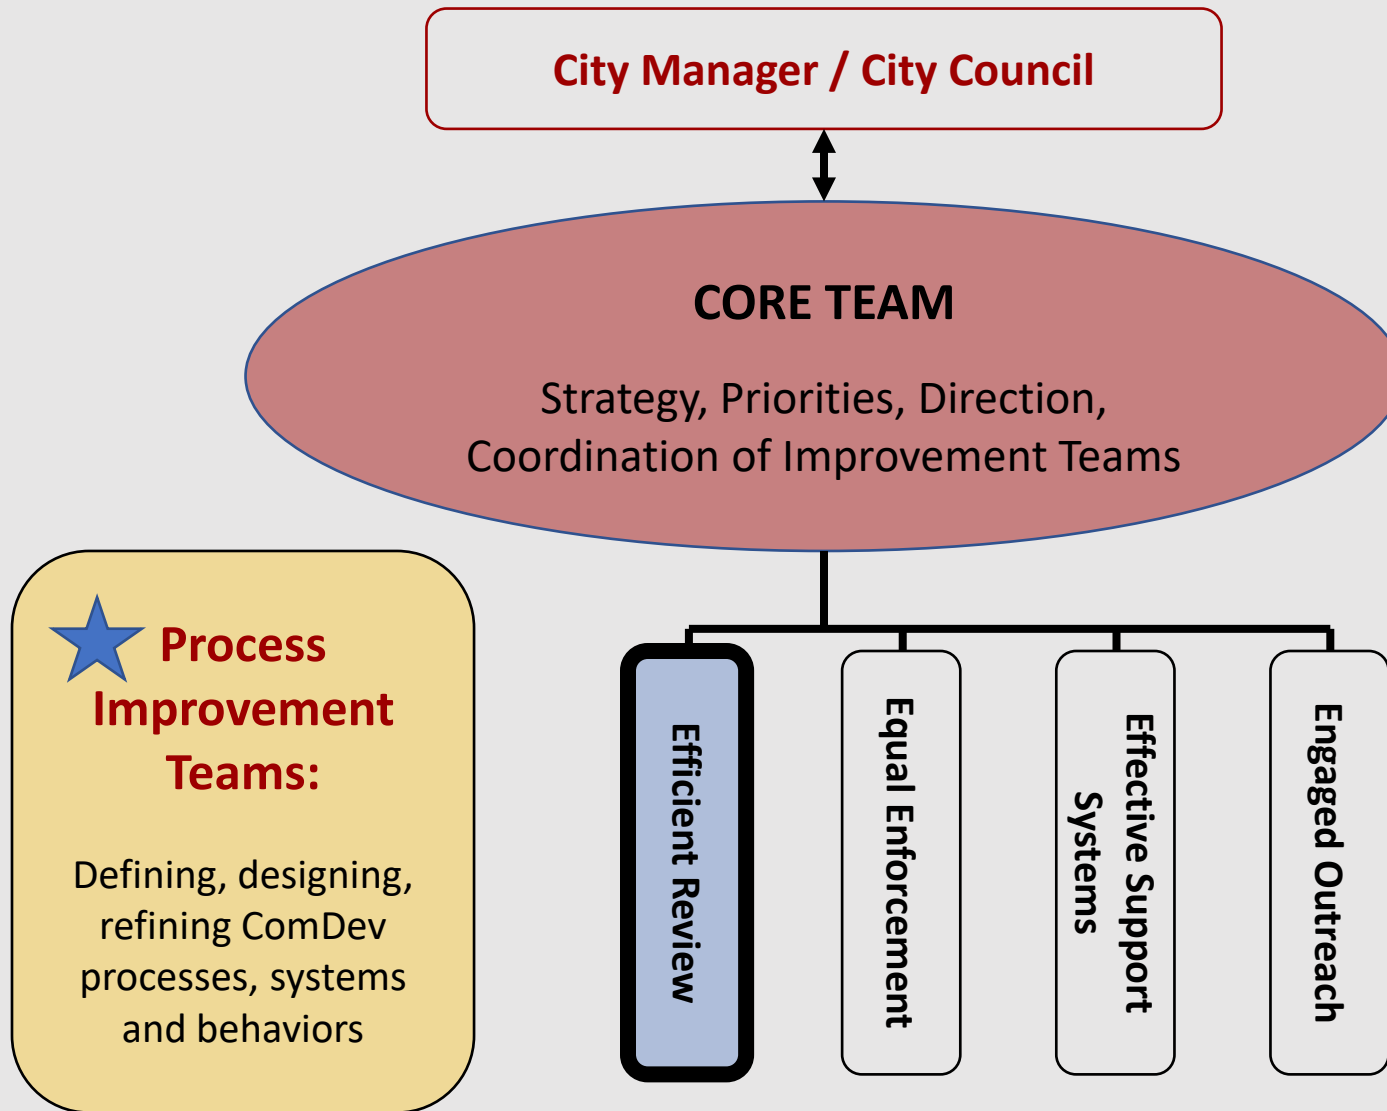 City Manager / City Council
CORE TEAM
Strategy, Priorities, Direction,
Coordination of Improvement Teams
Process
Improvement
Teams:
Defining, designing,
refining ComDev
processes, systems
and behaviors
Efficient Review
Equal Enforcement
Effective Support
Systems
Engaged Outreach